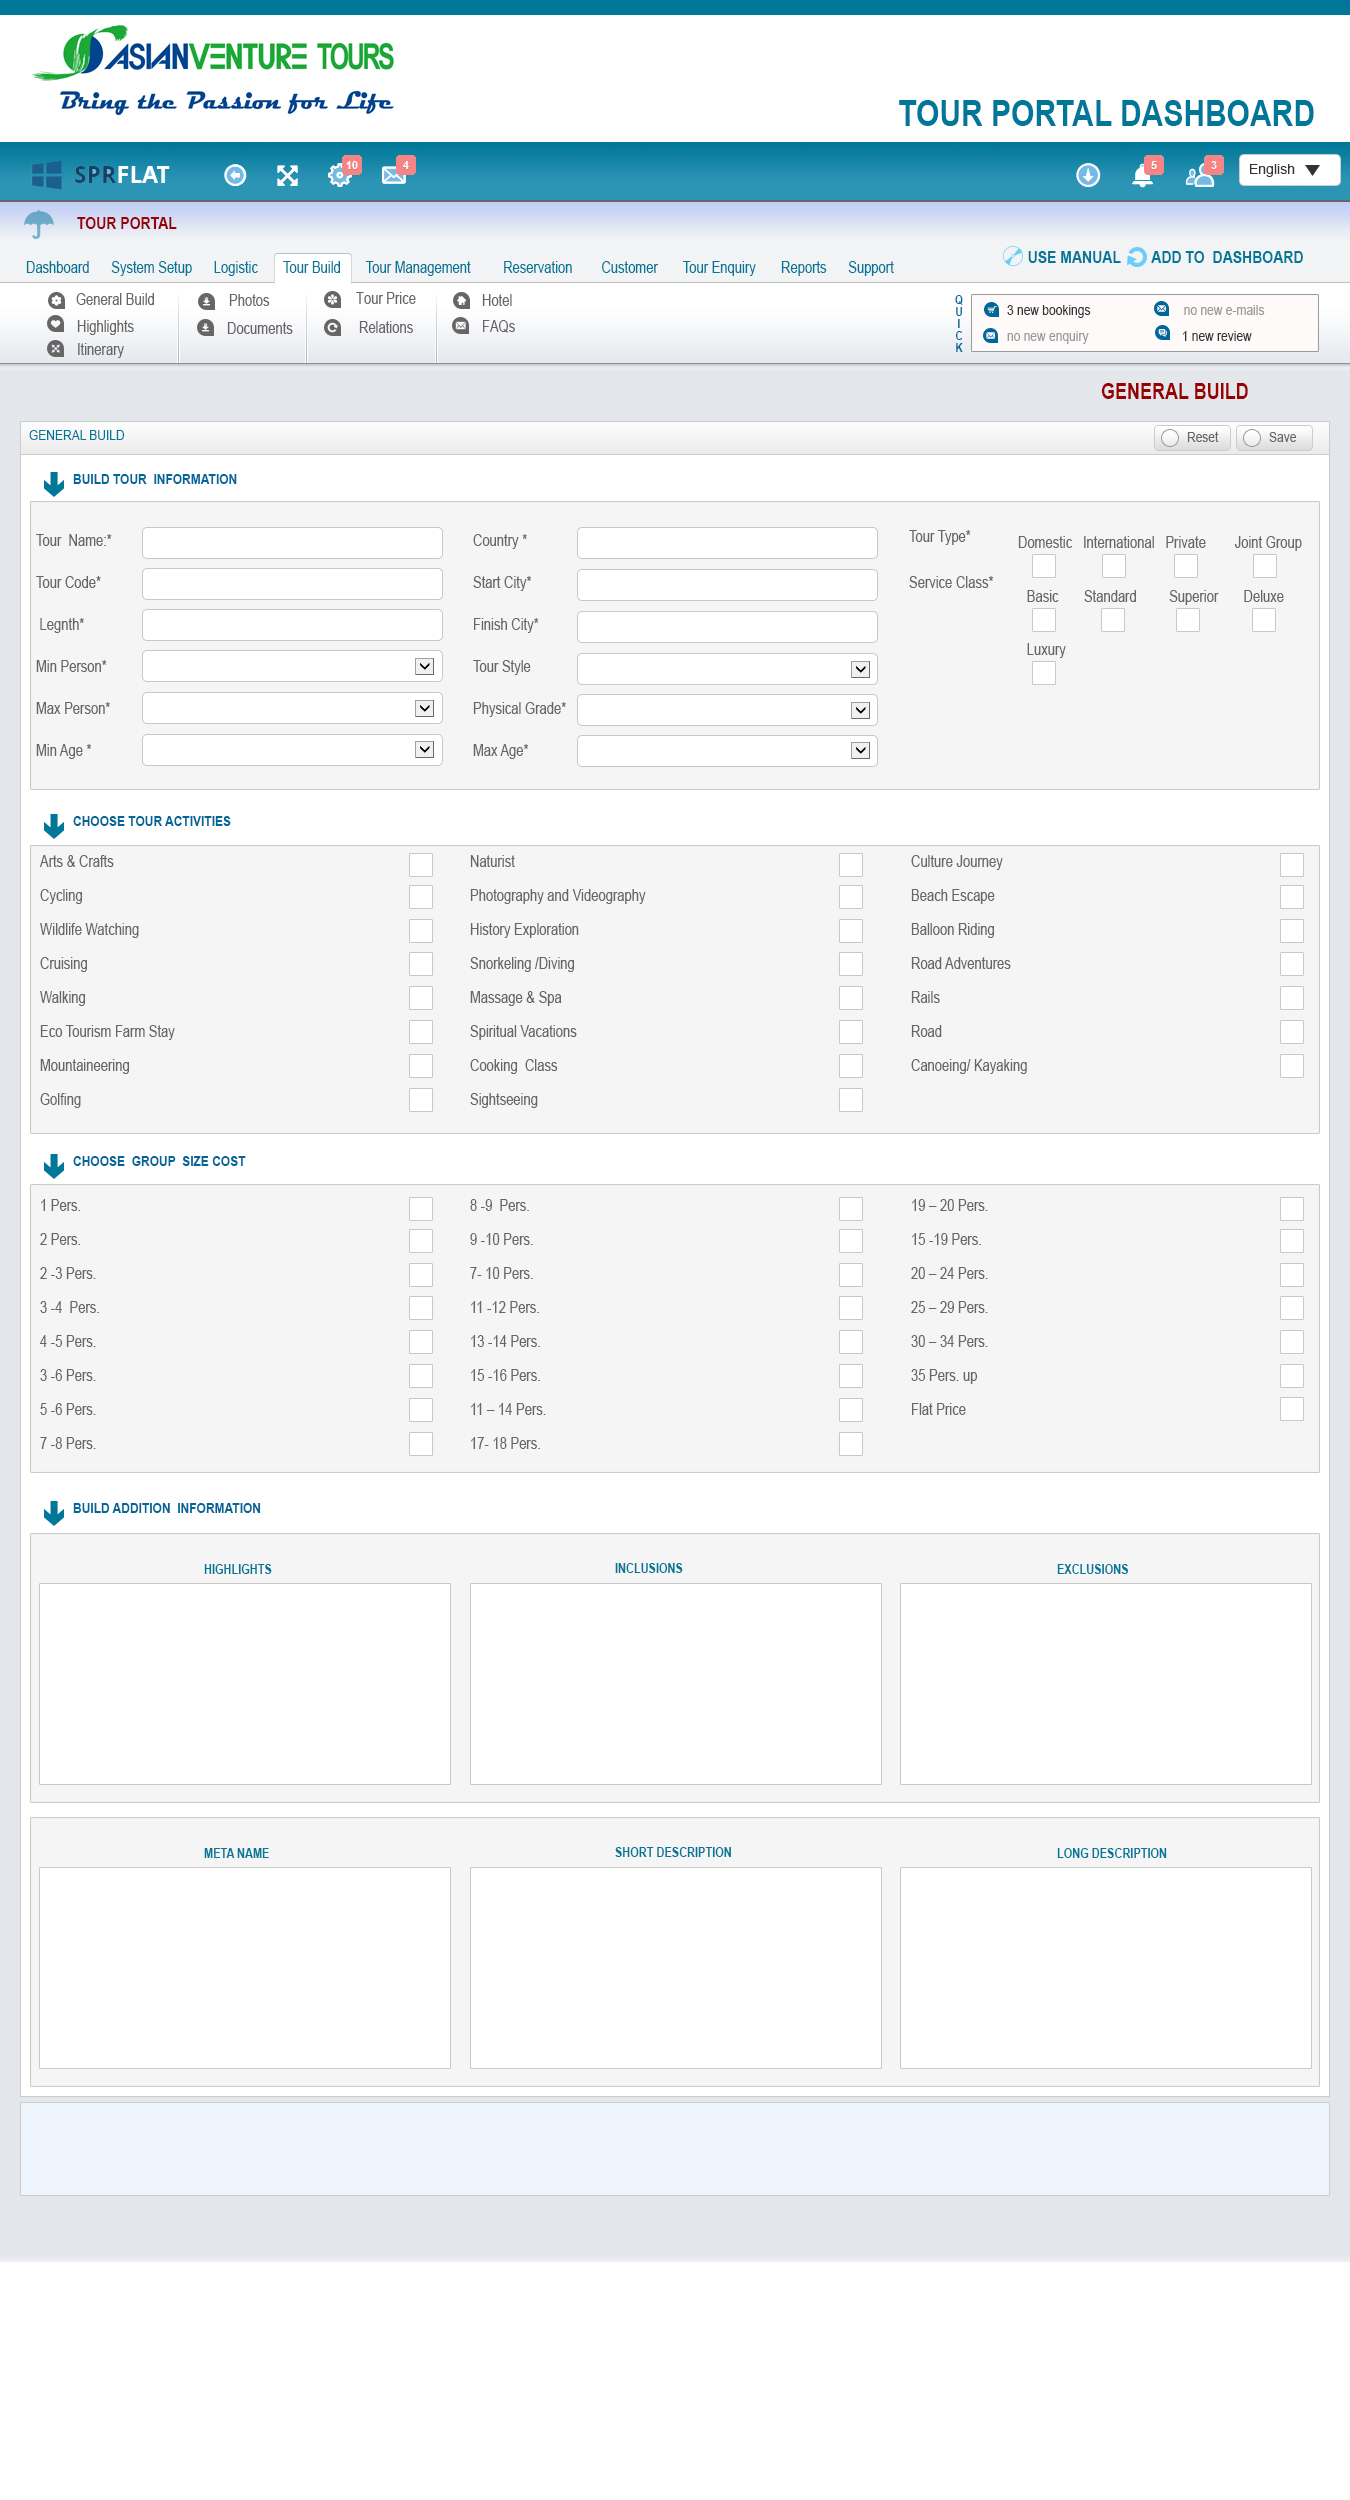 ASIANVENTURE TOURS
Bring the Passion for Life
TOUR PORTAL DASHBOARD
SPRFLAT
10
4
5
3
English
TOUR PORTAL
Dashboard System Setup Logistic Tour Build Tour Management Reservation Customer Tour Enquiry Reports Support
USE MANUAL ADD TO DASHBOARD
General Build
Highlights
Itinerary
Photos
Documents
Tour Price
Relations
Hotel
FAQs
QUICK
3 new bookings no new e-mails
no new enquiry 1 new review
GENERAL BUILD
GENERAL BUILD
Reset Save
BUILD TOUR INFORMATION
Tour Name:*
Tour Code*
Legnth*
Min Person*
Max Person*
Min Age *
Country *
Start City*
Finish City*
Tour Style
Physical Grade*
Max Age*
Tour Type*
Domestic International Private Joint Group
Service Class*
Basic Standard Superior Deluxe
Luxury
CHOOSE TOUR ACTIVITIES
Arts & Crafts Naturist Culture Journey
Cycling Photography and Videography Beach Escape
Wildlife Watching History Exploration Balloon Riding
Cruising Snorkeling /Diving Road Adventures
Walking Massage & Spa Rails
Eco Tourism Farm Stay Spiritual Vacations Road
Mountaineering Cooking Class Canoeing/ Kayaking
Golfing Sightseeing
CHOOSE GROUP SIZE COST
1 Pers. 8 -9 Pers. 19 – 20 Pers.
2 Pers. 9 -10 Pers. 15 -19 Pers.
2 -3 Pers. 7- 10 Pers. 20 – 24 Pers.
3 -4 Pers. 11 -12 Pers. 25 – 29 Pers.
4 -5 Pers. 13 -14 Pers. 30 – 34 Pers.
3 -6 Pers. 15 -16 Pers. 35 Pers. up
5 -6 Pers. 11 – 14 Pers. Flat Price
7 -8 Pers. 17- 18 Pers.
BUILD ADDITION INFORMATION
HIGHLIGHTS INCLUSIONS EXCLUSIONS
META NAME SHORT DESCRIPTION LONG DESCRIPTION